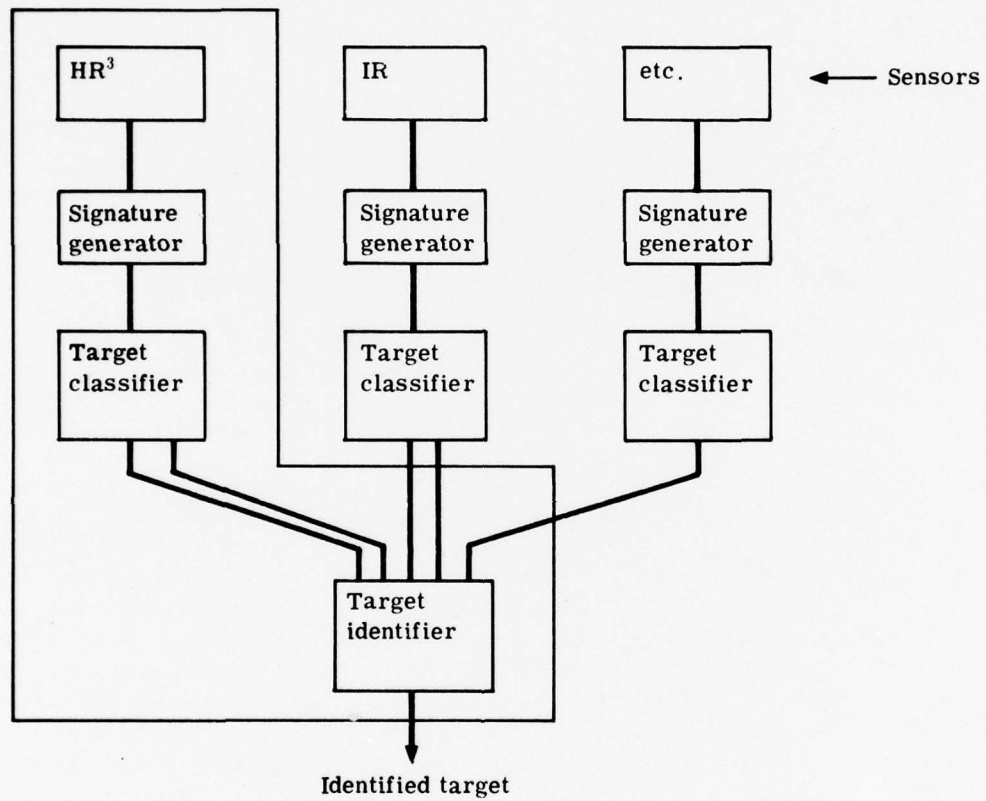 HR³
IR
etc.
Sensors
Signature
generator
Signature
generator
Signature
generator
Target
classifier
Target
classifier
Target
classifier
Target
identifier
Identified target